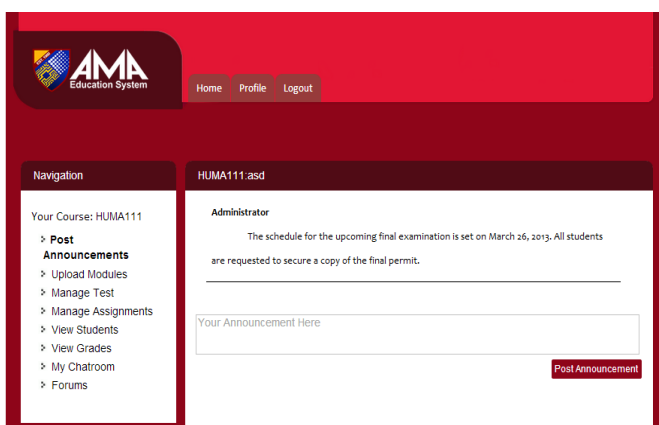 AMA
Education System
Home Profile Logout
Navigation
HUMA111:asd
Your Course: HUMA111
Post
Announcements
Upload Modules
Manage Test
Manage Assignments
View Students
View Grades
My Chatroom
Forums
Administrator
The schedule for the upcoming final examination is set on March 26, 2013. All students
are requested to secure a copy of the final permit.
Your Announcement Here
Post Announcement